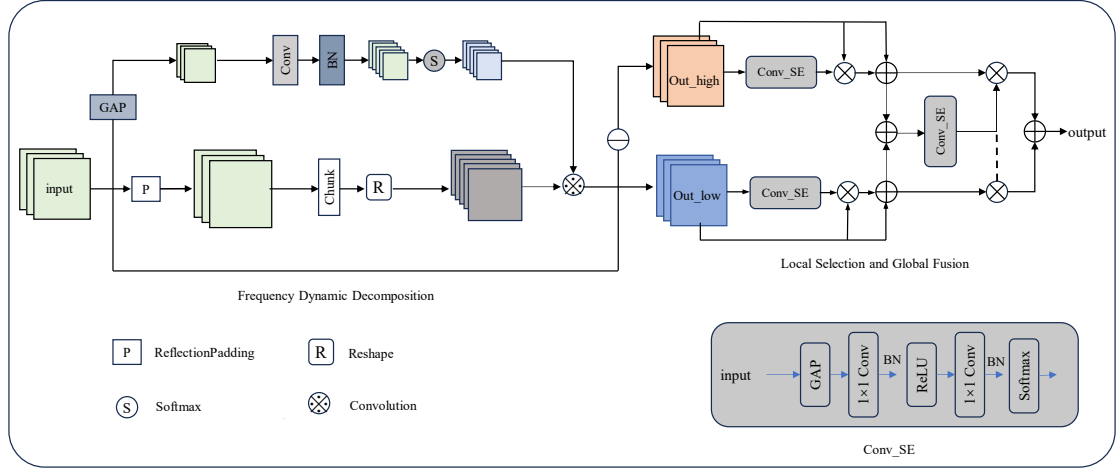 GAP
Conv
BN
S
Out_high
Conv_SE
Conv_SE
output
input
P
Chunk
R
Out_low
Conv_SE
Local Selection and Global Fusion
Frequency Dynamic Decomposition
P ReflectionPadding
R Reshape
S Softmax
Convolution
input
GAP
1×1 Conv
BN
ReLU
1×1 Conv
BN
Softmax
Conv_SE